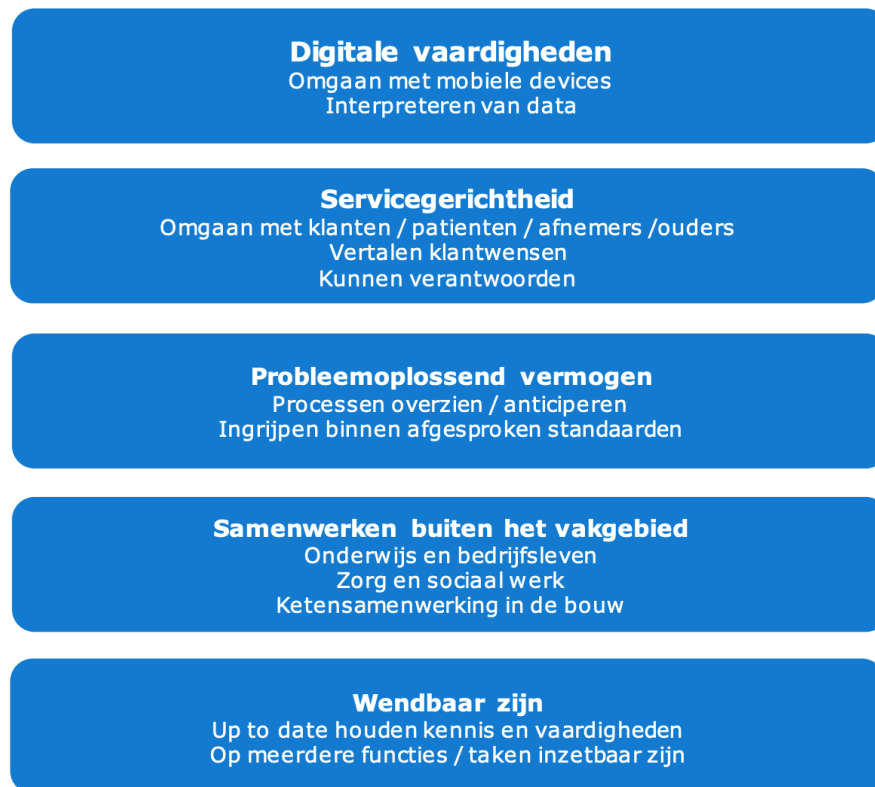 Digitale vaardigheden
Omgaan met mobiele devices
Interpreteren van data
Servicegerichtheid
Omgaan met klanten / patienten / afnemers /ouders
Vertalen klantwensen
Kunnen verantwoorden
Probleemoplossend vermogen
Processen overzien / anticiperen
Ingrijpen binnen afgesproken standaarden
Samenwerken buiten het vakgebied
Onderwijs en bedrijfsleven
Zorg en sociaal werk
Ketensamenwerking in de bouw
Wendbaar zijn
Up to date houden kennis en vaardigheden
Op meerdere functies / taken inzetbaar zijn